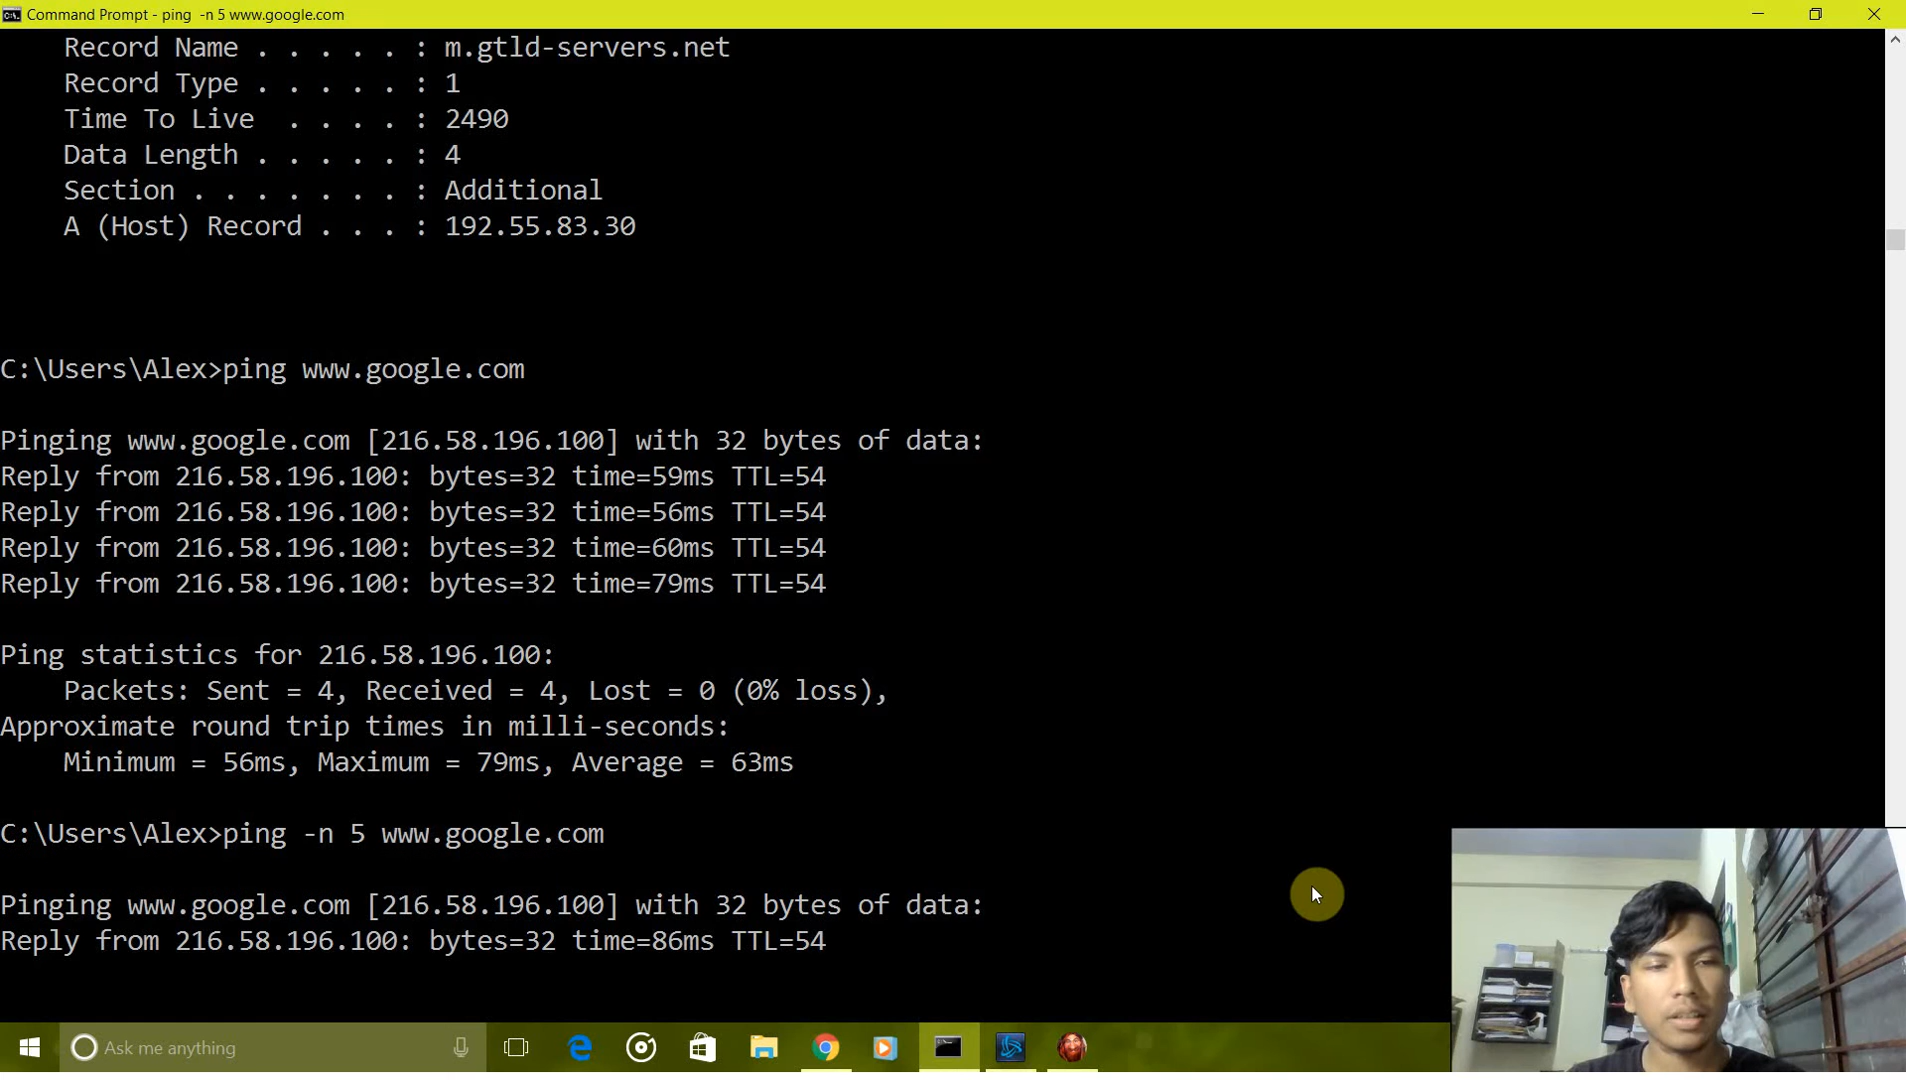 Command Prompt - ping  -n 5 www.google.com
Record Name . . . . . : m.gtld-servers.net
Record Type . . . . . : 1
Time To Live  . . . . : 2490
Data Length . . . . . : 4
Section . . . . . . . : Additional
A (Host) Record . . . : 192.55.83.30
C:\Users\Alex>ping www.google.com
Pinging www.google.com [216.58.196.100] with 32 bytes of data:
Reply from 216.58.196.100: bytes=32 time=59ms TTL=54
Reply from 216.58.196.100: bytes=32 time=56ms TTL=54
Reply from 216.58.196.100: bytes=32 time=60ms TTL=54
Reply from 216.58.196.100: bytes=32 time=79ms TTL=54
Ping statistics for 216.58.196.100:
Packets: Sent = 4, Received = 4, Lost = 0 (0% loss),
Approximate round trip times in milli-seconds:
Minimum = 56ms, Maximum = 79ms, Average = 63ms
C:\Users\Alex>ping -n 5 www.google.com
Pinging www.google.com [216.58.196.100] with 32 bytes of data:
Reply from 216.58.196.100: bytes=32 time=86ms TTL=54
Ask me anything